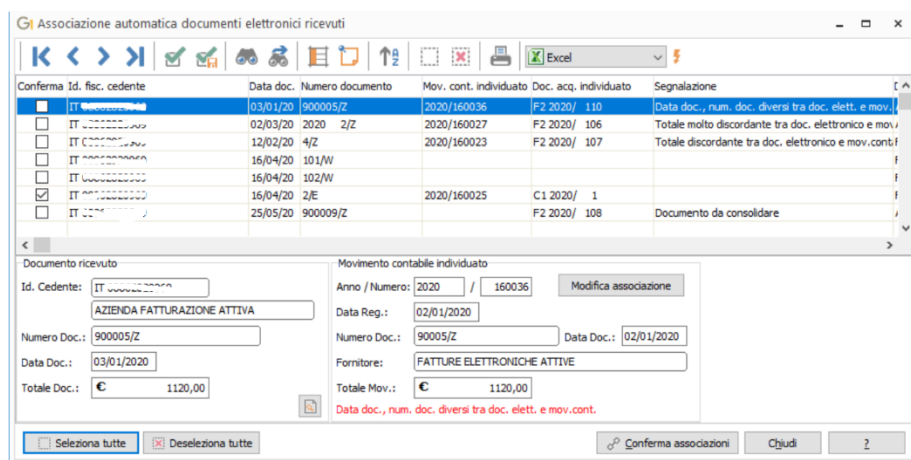 GI Associazione automatica documenti elettronici ricevuti
Excel
Conferma Id. fisc. cedente Data doc. Numero documento Mov. cont. individuato Doc. acq. individuato Segnalazione
IT 03/01/20 900005/Z 2020/160036 F2 2020/ 110 Data doc., num. doc. diversi tra doc. elett. e mov.
IT 02/03/20 2020 2/Z 2020/160027 F2 2020/ 106 Totale molto discordante tra doc. elettronico e mov
IT 12/02/20 4/Z 2020/160023 F2 2020/ 107 Totale discordante tra doc. elettronico e mov.cont
IT 16/04/20 101/W
IT 16/04/20 102/W
IT 16/04/20 2/E 2020/160025 C1 2020/ 1
IT 25/05/20 900009/Z F2 2020/ 108 Documento da consolidare
Documento ricevuto
Id. Cedente: IT
AZIENDA FATTURAZIONE ATTIVA
Numero Doc.: 900005/Z
Data Doc.: 03/01/2020
Totale Doc.: € 1120,00
Movimento contabile individuato
Anno / Numero: 2020 / 160036 Modifica associazione
Data Reg.: 02/01/2020
Numero Doc.: 90005/Z Data Doc.: 02/01/2020
Fornitore: FATTURE ELETTRONICHE ATTIVE
Totale Mov.: € 1120,00
Data doc., num. doc. diversi tra doc. elett. e mov.cont.
Seleziona tutte Deseleziona tutte Conferma associazioni Chiudi ?